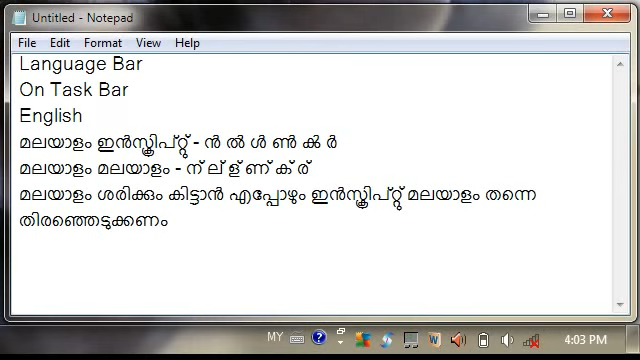 Untitled - Notepad
File Edit Format View Help
Language Bar
On Task Bar
English
മലയാളം ഇൻസ്ക്രിപ്റ്റ് - ൻ ൽ ൾ ൺ ൿ ർ
മലയാളം മലയാളം - ന് ല് ള് ണ് ക് ര്
മലയാളം ശരിക്കും കിട്ടാൻ എപ്പോഴും ഇൻസ്ക്രിപ്റ്റ് മലയാളം തന്നെ
തിരഞ്ഞെടുക്കണം
MY 4:03 PM